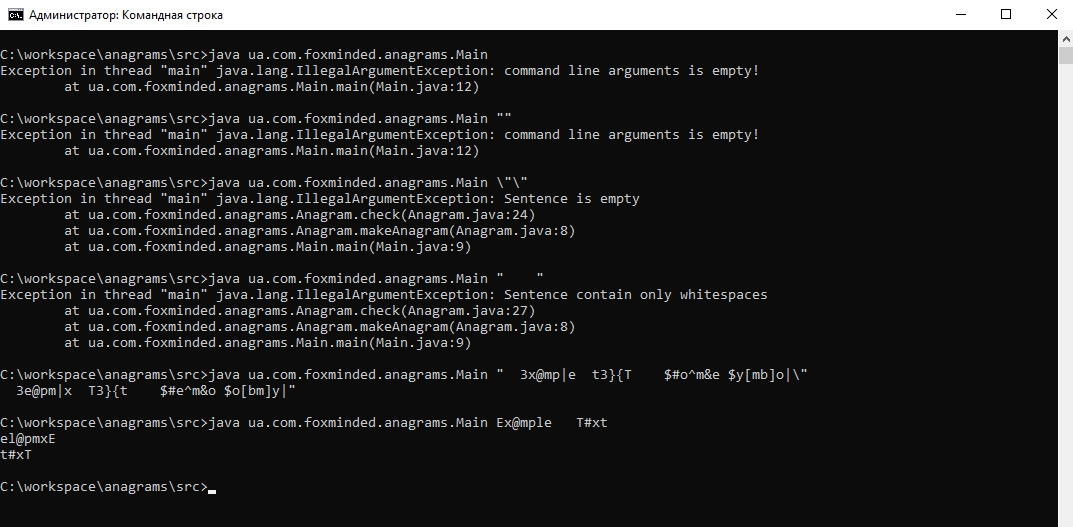 Администратор: Командная строка
C:\workspace\anagrams\src>java ua.com.foxminded.anagrams.Main
Exception in thread "main" java.lang.IllegalArgumentException: command line arguments is empty!
        at ua.com.foxminded.anagrams.Main.main(Main.java:12)
C:\workspace\anagrams\src>java ua.com.foxminded.anagrams.Main ""
Exception in thread "main" java.lang.IllegalArgumentException: command line arguments is empty!
        at ua.com.foxminded.anagrams.Main.main(Main.java:12)
C:\workspace\anagrams\src>java ua.com.foxminded.anagrams.Main \"\"
Exception in thread "main" java.lang.IllegalArgumentException: Sentence is empty
        at ua.com.foxminded.anagrams.Anagram.check(Anagram.java:24)
        at ua.com.foxminded.anagrams.Anagram.makeAnagram(Anagram.java:8)
        at ua.com.foxminded.anagrams.Main.main(Main.java:9)
C:\workspace\anagrams\src>java ua.com.foxminded.anagrams.Main "    "
Exception in thread "main" java.lang.IllegalArgumentException: Sentence contain only whitespaces
        at ua.com.foxminded.anagrams.Anagram.check(Anagram.java:27)
        at ua.com.foxminded.anagrams.Anagram.makeAnagram(Anagram.java:8)
        at ua.com.foxminded.anagrams.Main.main(Main.java:9)
C:\workspace\anagrams\src>java ua.com.foxminded.anagrams.Main "  3x@mp|e  t3}{T    $#o^m&e $y[mb]o|\"
  3e@pm|x  T3}{t    $#e^m&o $o[bm]y|"
C:\workspace\anagrams\src>java ua.com.foxminded.anagrams.Main Ex@mple   T#xt
el@pmxE
t#xT
C:\workspace\anagrams\src>